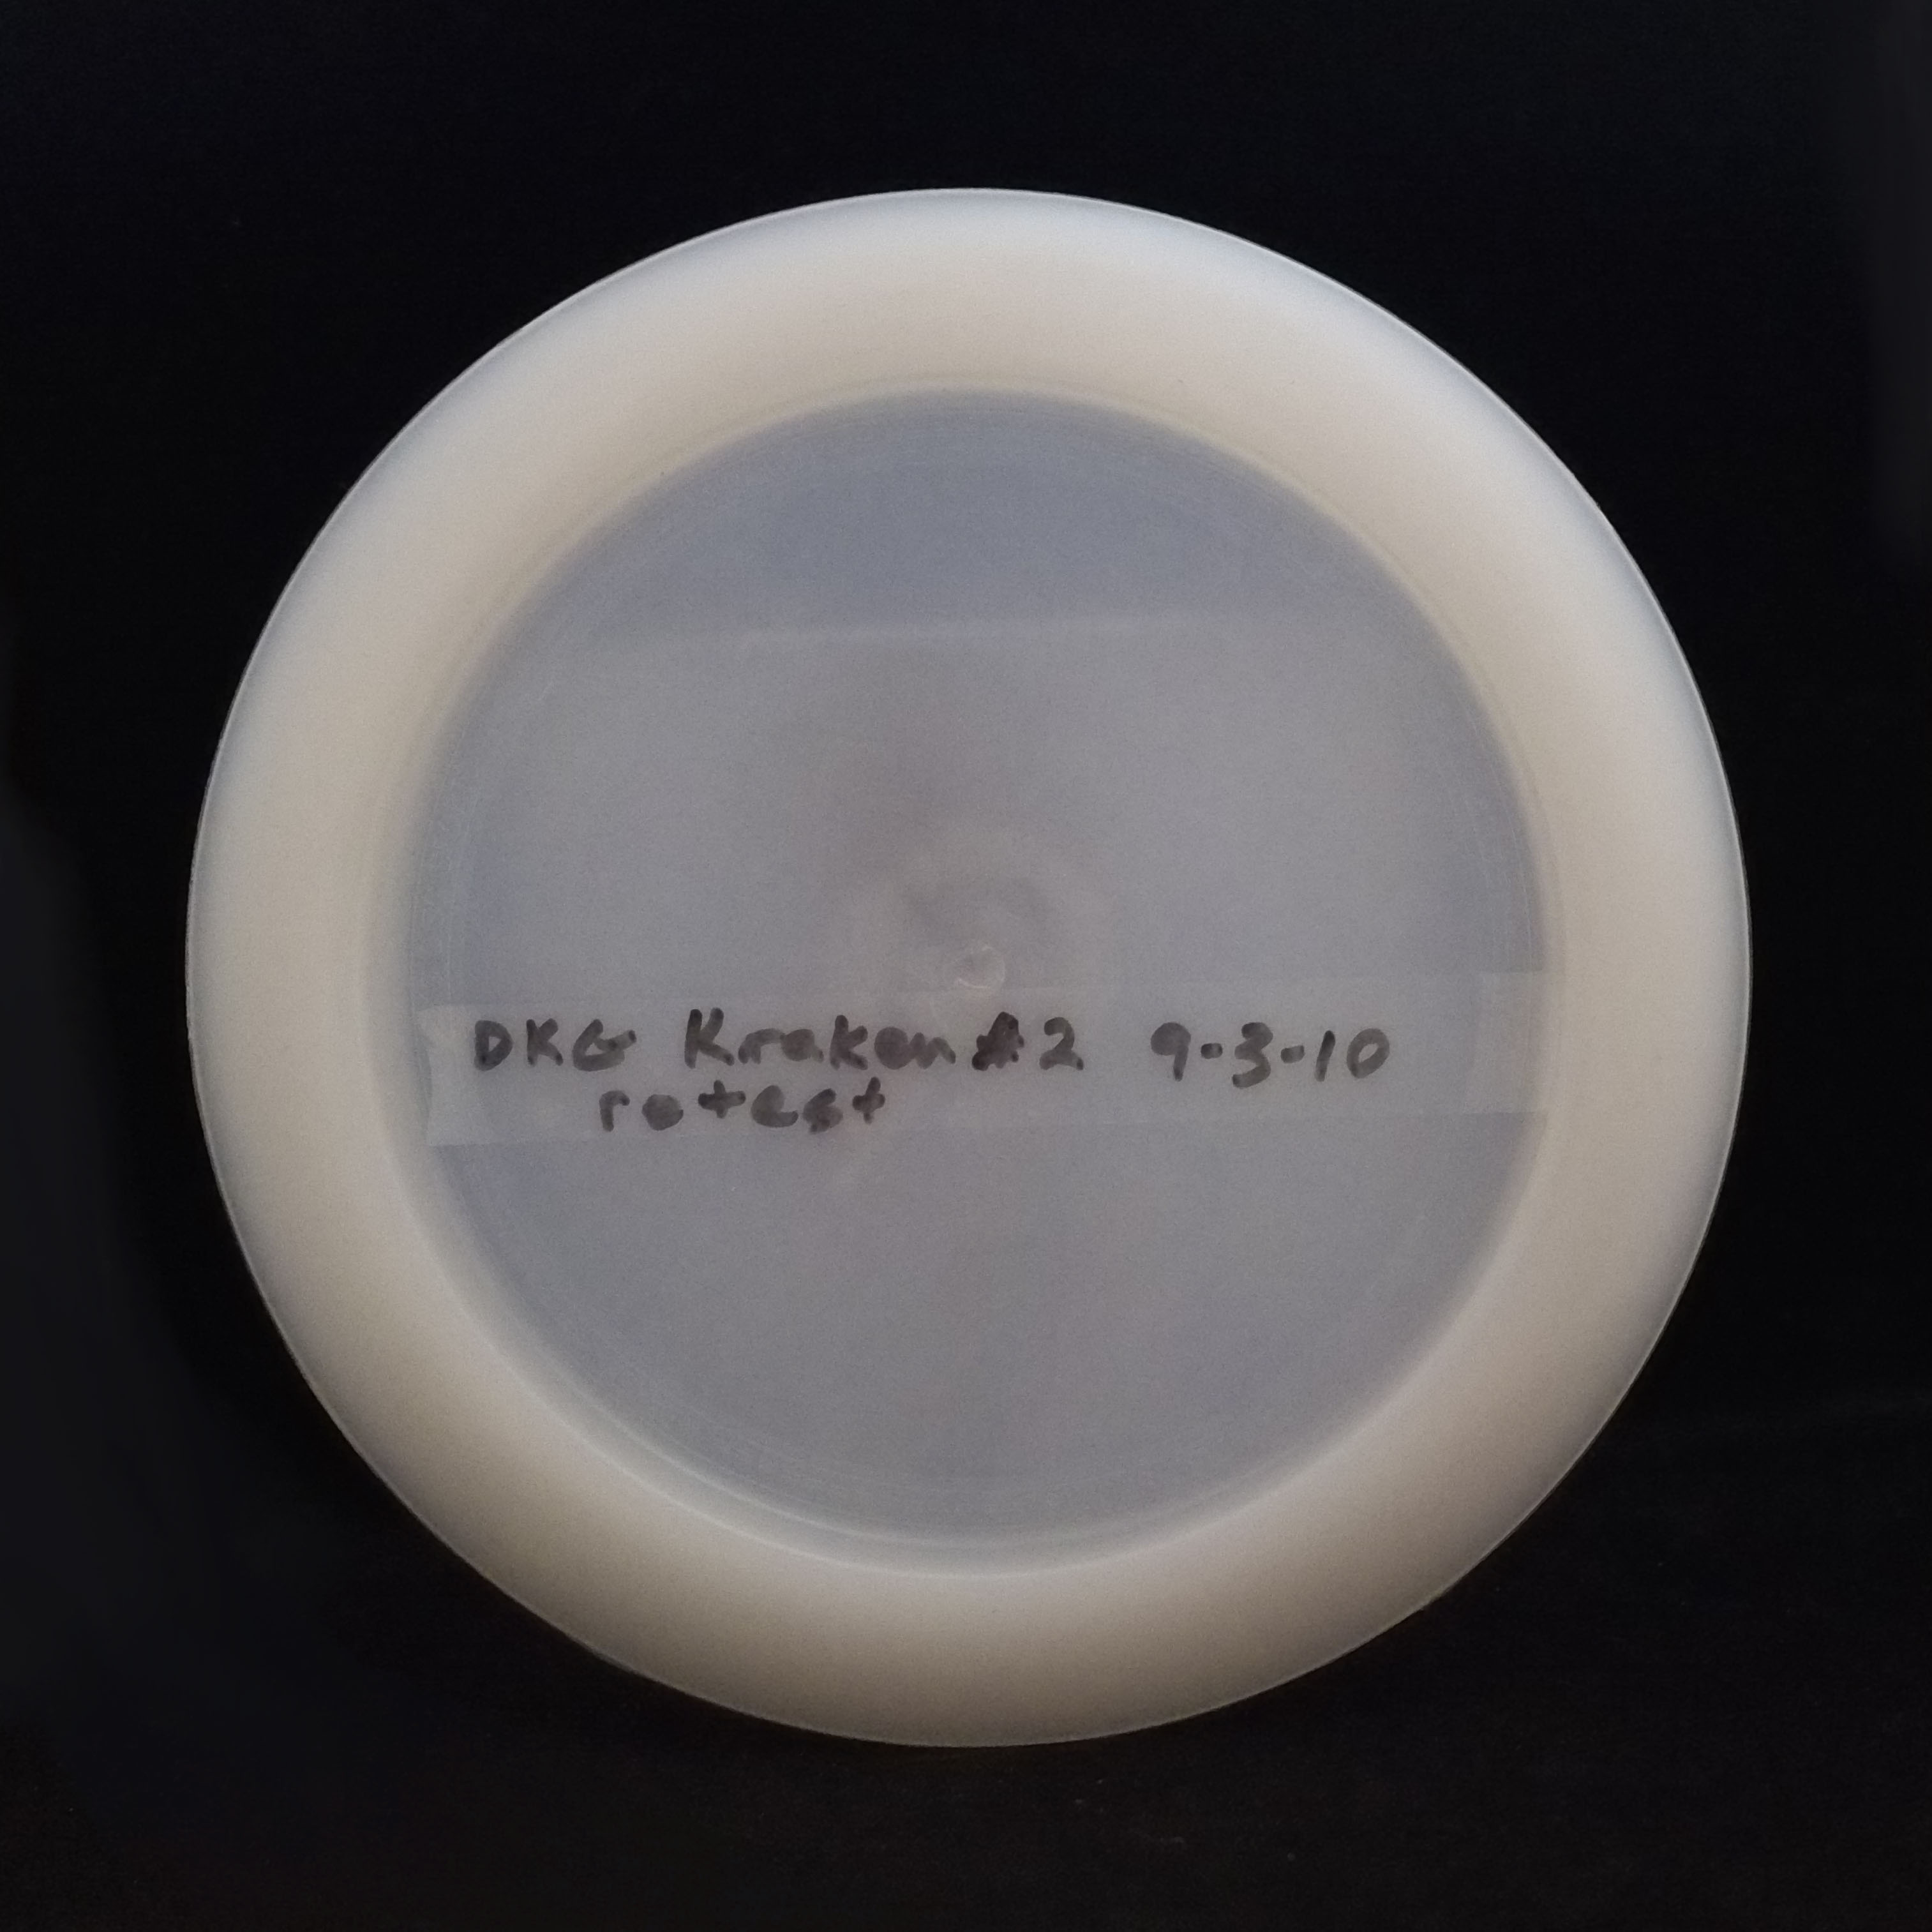 DKG Kraken #2 9-3-10
retest